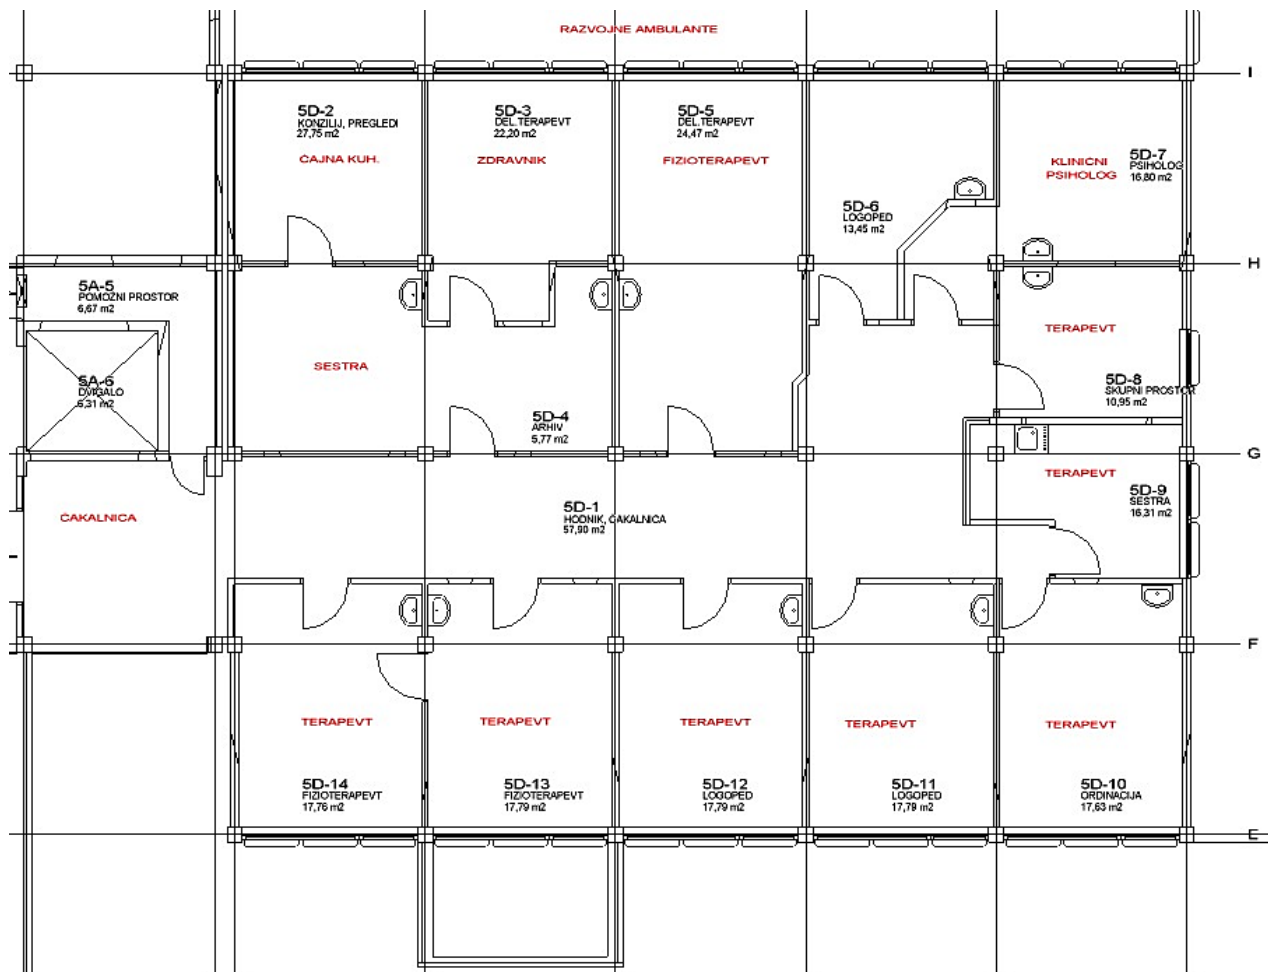 RAZVOJNE AMBULANTE
I
5D-2
KONZILIJ, PREGLEDI
27,75 m2
ČAJNA KUH.
5D-3
DEL.TERAPEVT
22,20 m2
ZDRAVNIK
5D-5
DEL.TERAPEVT
24,47 m2
FIZIOTERAPEVT
5D-6
LOGOPED
13,45 m2
KLINIČNI
PSIHOLOG
5D-7
PSIHOLOG
16,80 m2
H
5A-5
POMOŽNI PROSTOR
6,67 m2
5A-6
DVIGALO
6,31 m2
SESTRA
5D-4
ARHIV
5,77 m2
TERAPEVT
5D-8
SKUPNI PROSTOR
10,95 m2
G
ČAKALNICA
5D-1
HODNIK, ČAKALNICA
57,90 m2
TERAPEVT
5D-9
SESTRA
16,31 m2
F
TERAPEVT
5D-14
FIZIOTERAPEVT
17,76 m2
TERAPEVT
5D-13
FIZIOTERAPEVT
17,79 m2
TERAPEVT
5D-12
LOGOPED
17,79 m2
TERAPEVT
5D-11
LOGOPED
17,79 m2
TERAPEVT
5D-10
ORDINACIJA
17,63 m2
E